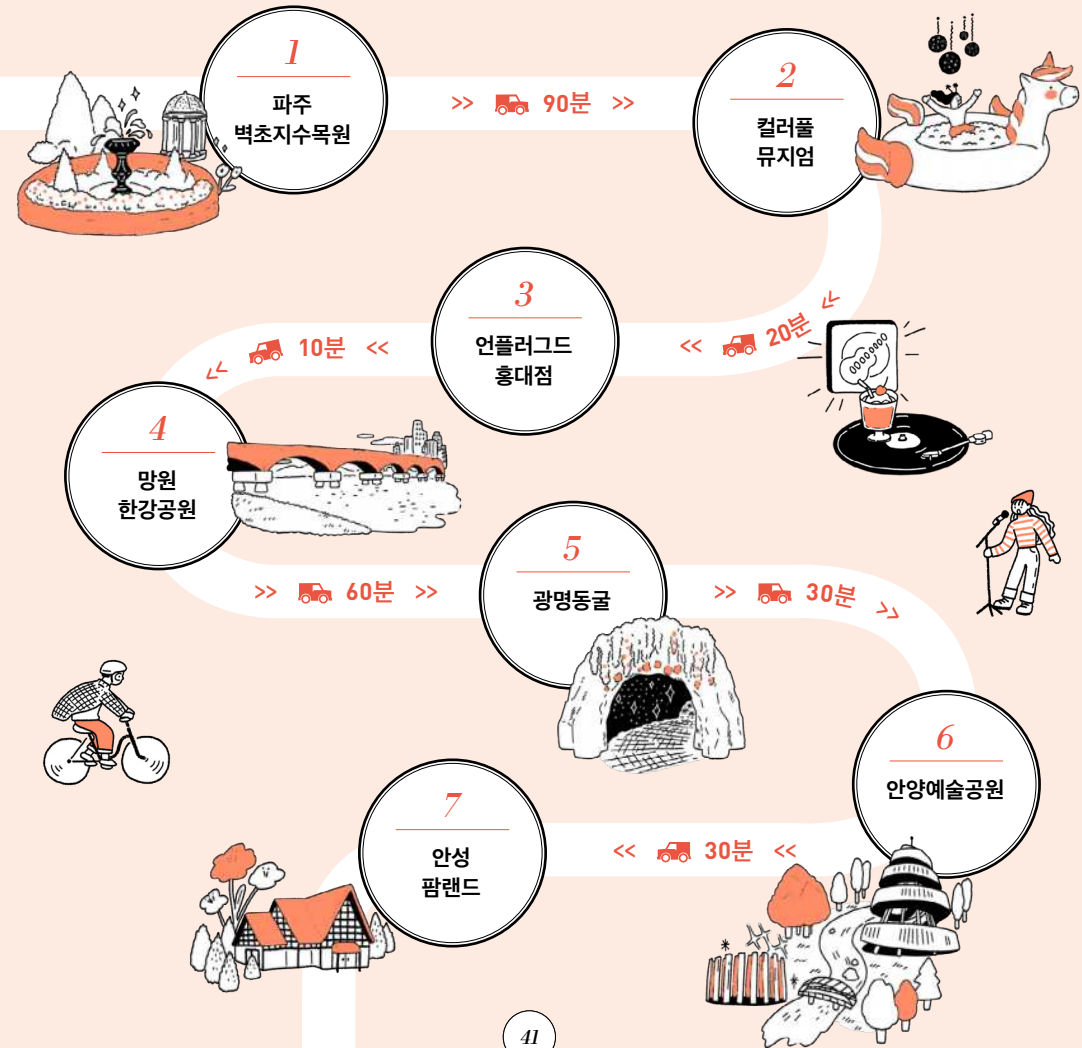 1
파주
벽초지수목원
>> 90분 >>
2
컬러풀
뮤지엄
>>
20분
<<
3
언플러그드
홍대점
<<
10분
<<
4
망원
한강공원
>> 60분 >>
5
광명동굴
>> 30분 >>
6
안양예술공원
<< 30분 <<
7
안성
팜랜드
41